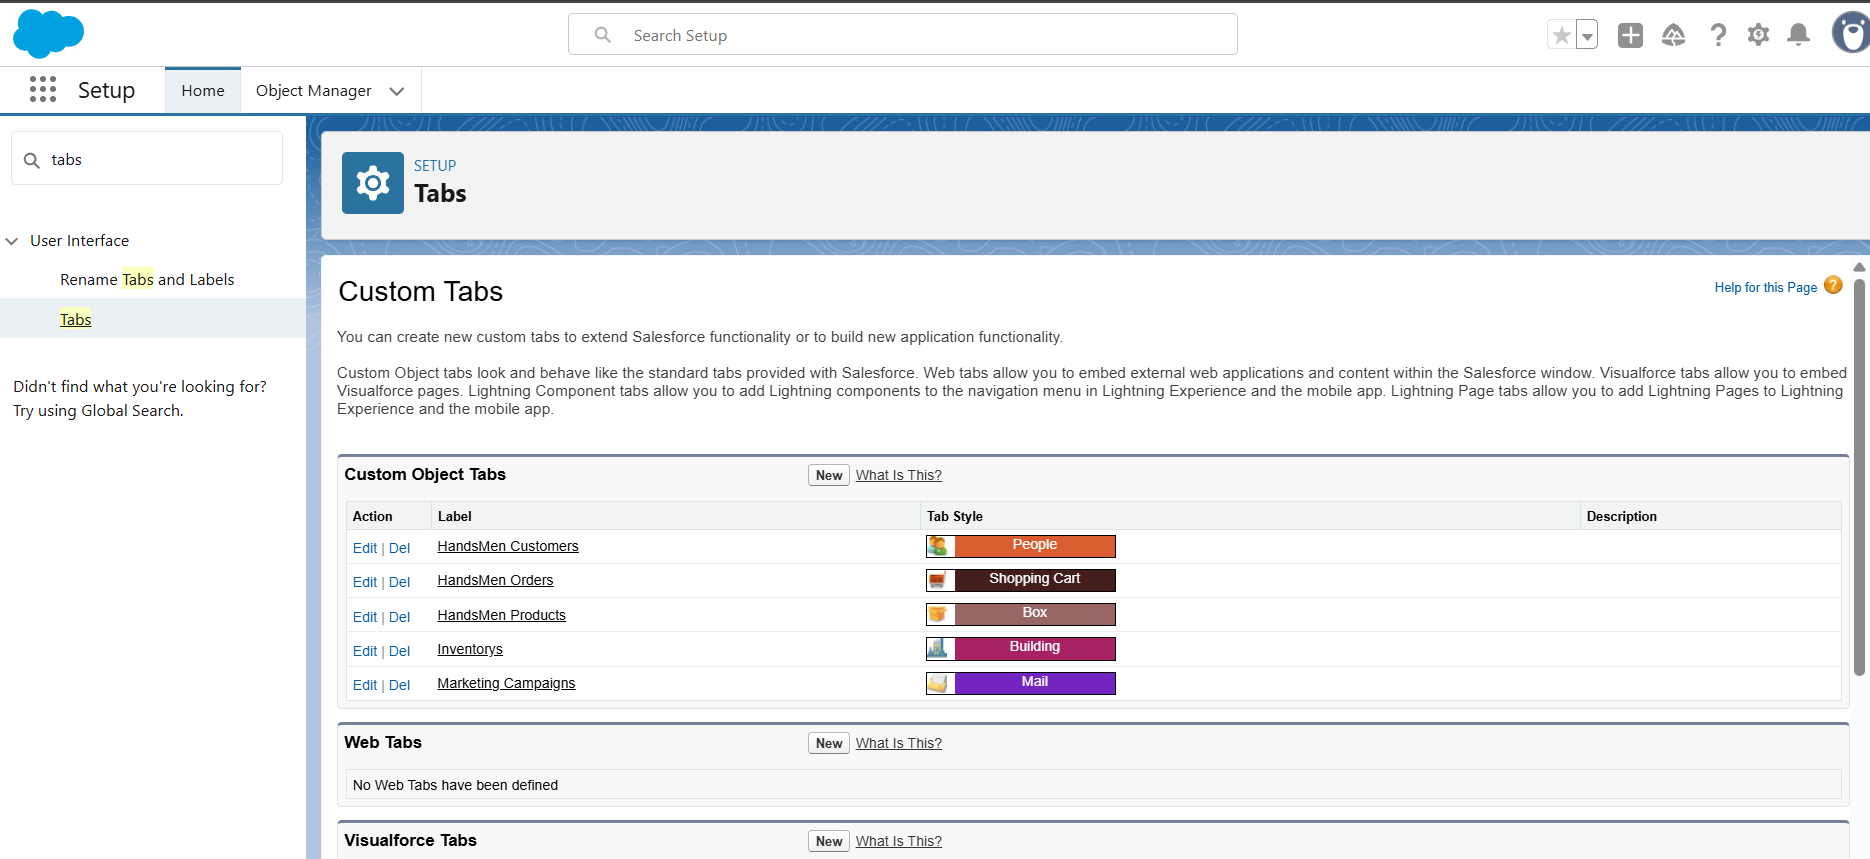 Search Setup
Setup
Home
Object Manager
tabs
User Interface
Rename Tabs and Labels
Tabs
Didn't find what you're looking for?
Try using Global Search.
SETUP
Tabs
Custom Tabs
Help for this Page
You can create new custom tabs to extend Salesforce functionality or to build new application functionality.
Custom Object tabs look and behave like the standard tabs provided with Salesforce. Web tabs allow you to embed external web applications and content within the Salesforce window. Visualforce tabs allow you to embed
Visualforce pages. Lightning Component tabs allow you to add Lightning components to the navigation menu in Lightning Experience and the mobile app. Lightning Page tabs allow you to add Lightning Pages to Lightning
Experience and the mobile app.
Custom Object Tabs New What Is This?
Action Label Tab Style Description
Edit | Del HandsMen Customers People
Edit | Del HandsMen Orders Shopping Cart
Edit | Del HandsMen Products Box
Edit | Del Inventorys Building
Edit | Del Marketing Campaigns Mail
Web Tabs New What Is This?
No Web Tabs have been defined
Visualforce Tabs New What Is This?